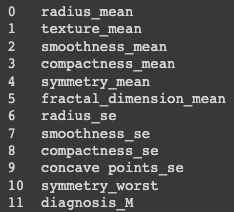 0 radius_mean
1 texture_mean
2 smoothness_mean
3 compactness_mean
4 symmetry_mean
5 fractal_dimension_mean
6 radius_se
7 smoothness_se
8 compactness_se
9 concave points_se
10 symmetry_worst
11 diagnosis_M